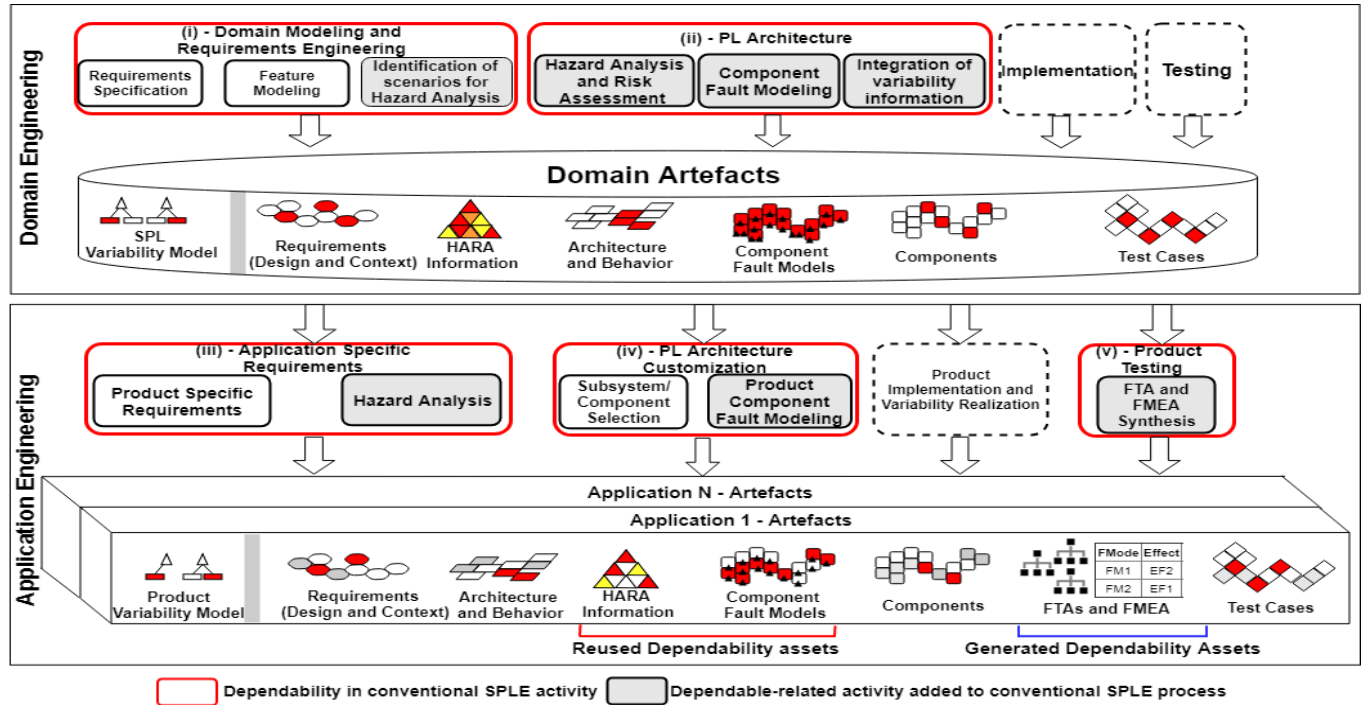 Domain Engineering
(i) - Domain Modeling and
Requirements Engineering
Requirements
Specification
Feature
Modeling
Identification of
scenarios for
Hazard Analysis
(ii) - PL Architecture
Hazard Analysis
and Risk
Assessment
Component
Fault Modeling
Integration of
variability
information
Implementation
Testing
Domain Artefacts
SPL
Variability Model
Requirements
(Design and Context)
HARA
Information
Architecture
and Behavior
Component
Fault Models
Components
Test Cases
Application Engineering
(iii) - Application Specific
Requirements
Product Specific
Requirements
Hazard Analysis
(iv) - PL Architecture
Customization
Subsystem/
Component
Selection
Product
Component
Fault Modeling
Product
Implementation and
Variability Realization
(v) - Product
Testing
FTA and
FMEA
Synthesis
Application N - Artefacts
Application 1 - Artefacts
Product
Variability Model
Requirements
(Design and Context)
Architecture
and Behavior
HARA
Information
Component
Fault Models
Components
FMode Effect
FM1 EF2
FM2 EF1
FTAs and FMEA
Test Cases
Reused Dependability assets
Generated Dependability Assets
Dependability in conventional SPLE activity
Dependable-related activity added to conventional SPLE process